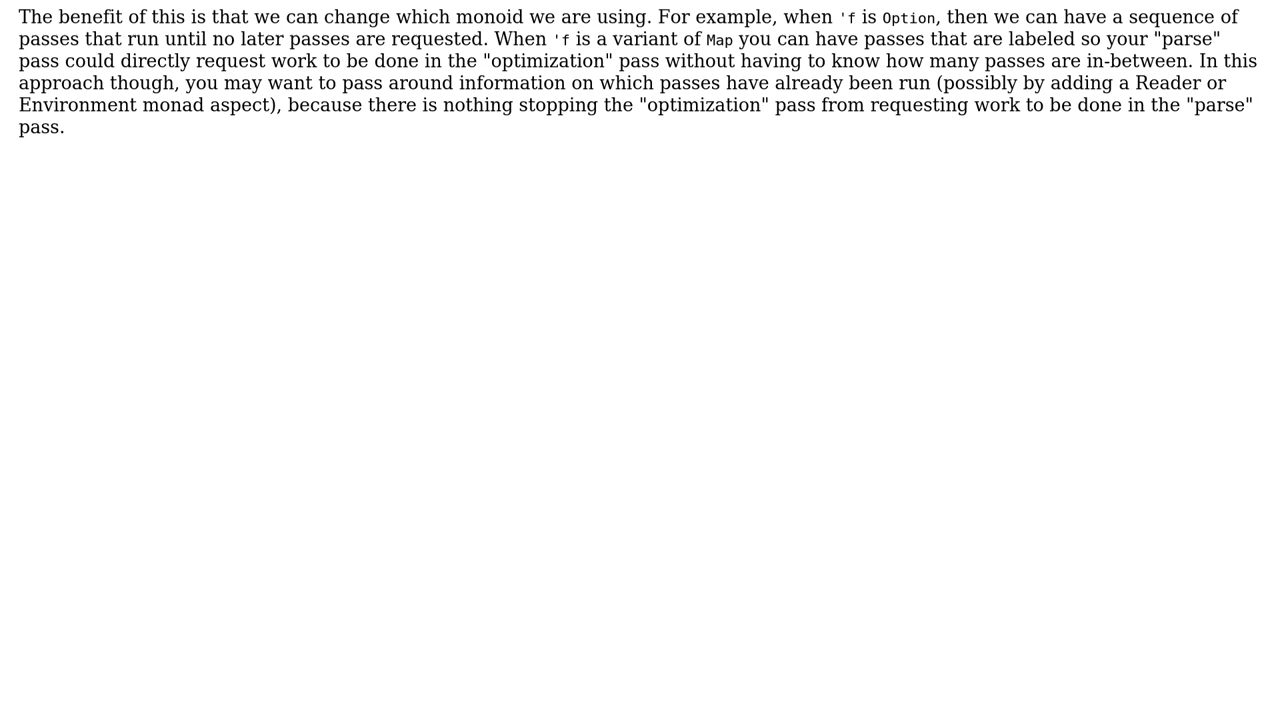 The benefit of this is that we can change which monoid we are using. For example, when 'f is Option, then we can have a sequence of
passes that run until no later passes are requested. When 'f is a variant of Map you can have passes that are labeled so your "parse"
pass could directly request work to be done in the "optimization" pass without having to know how many passes are in-between. In this
approach though, you may want to pass around information on which passes have already been run (possibly by adding a Reader or
Environment monad aspect), because there is nothing stopping the "optimization" pass from requesting work to be done in the "parse"
pass.